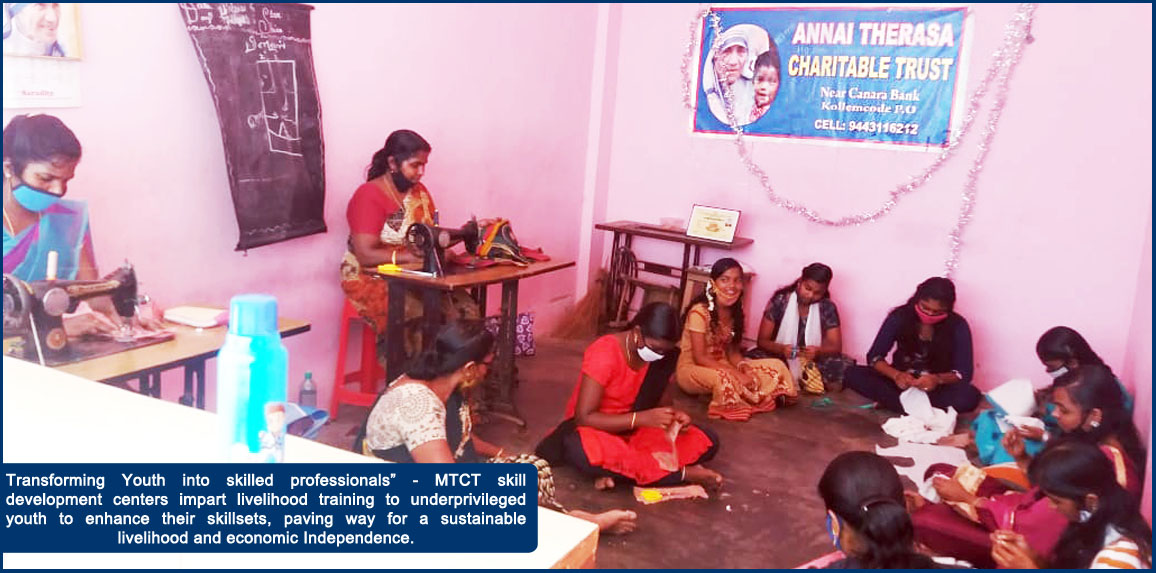 ANNAI THERASA
CHARITABLE TRUST
Near Canara Bank
Kollemcode P.O
CELL: 9443116212
Transforming Youth into skilled professionals” - MTCT skill
development centers impart livelihood training to underprivileged
youth to enhance their skillsets, paving way for a sustainable
livelihood and economic Independence.